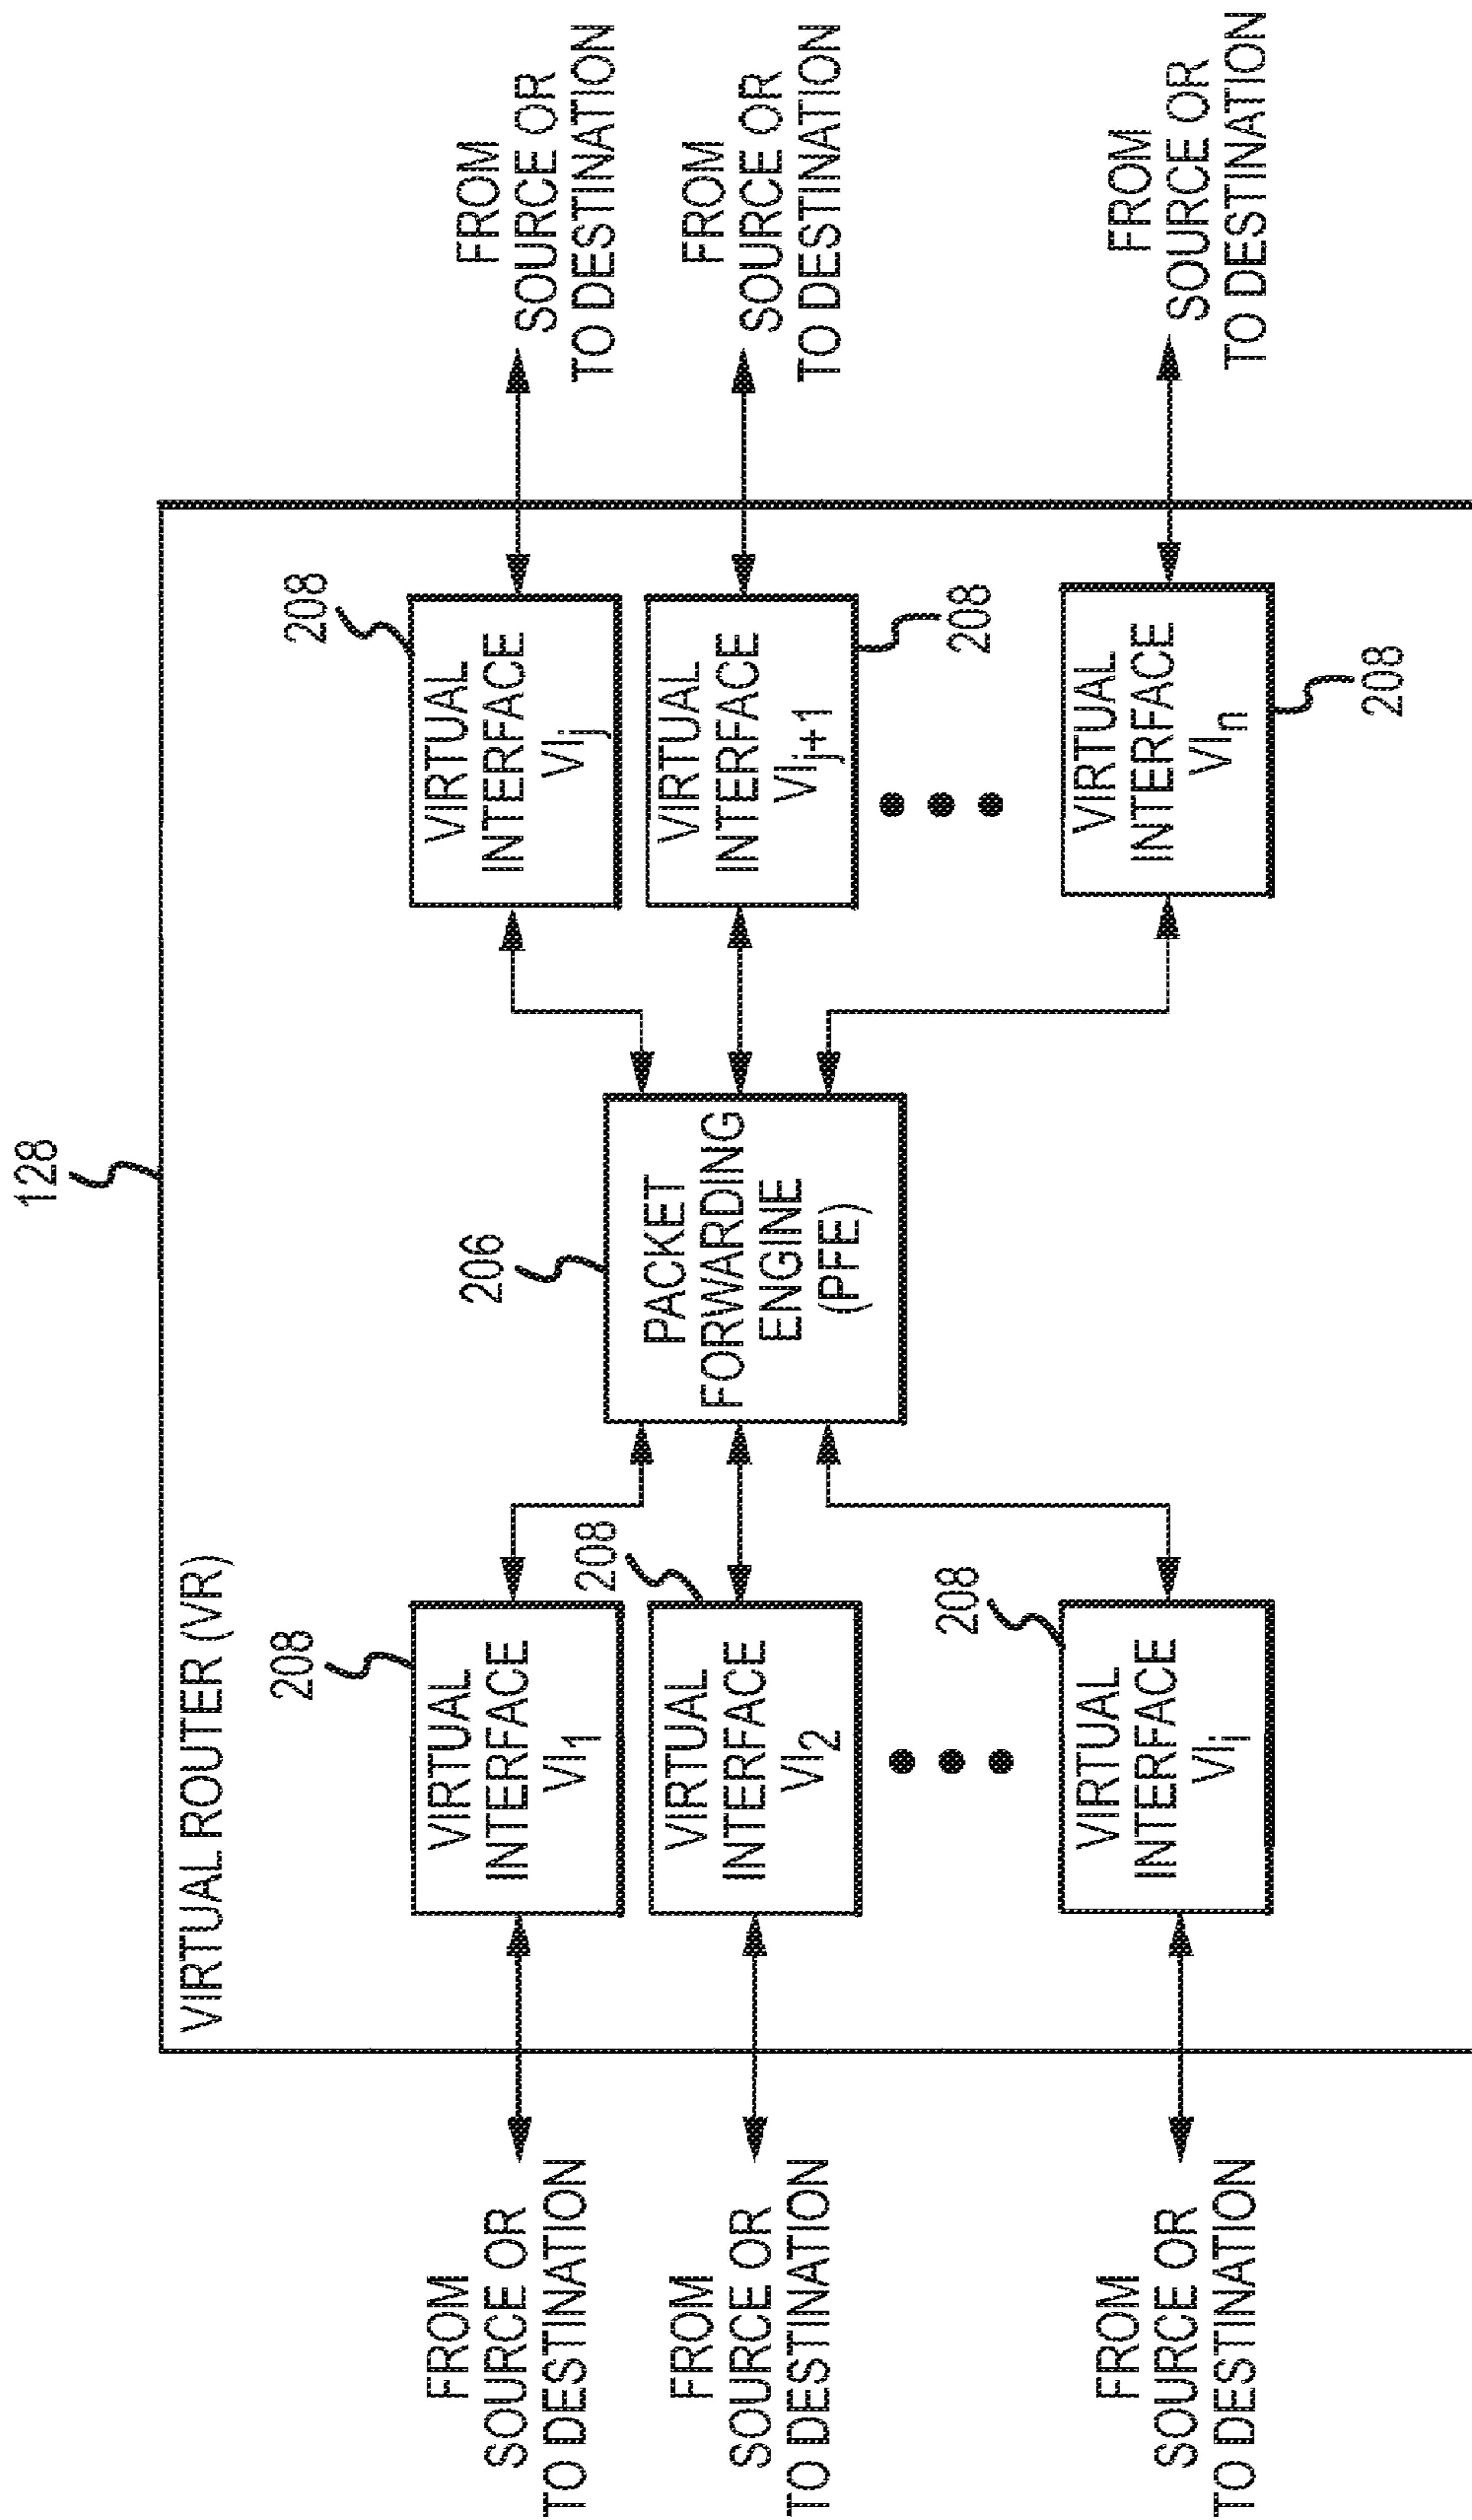 128
VIRTUAL ROUTER (VR)
FROM
SOURCE OR
TO DESTINATION
208
VIRTUAL
INTERFACE
VI1
FROM
SOURCE OR
TO DESTINATION
208
VIRTUAL
INTERFACE
VI2
FROM
SOURCE OR
TO DESTINATION
208
VIRTUAL
INTERFACE
VIi
206
PACKET
FORWARDING
ENGINE
(PFE)
208
VIRTUAL
INTERFACE
VIj
FROM
SOURCE OR
TO DESTINATION
VIRTUAL
INTERFACE
VIj+1
208
FROM
SOURCE OR
TO DESTINATION
VIRTUAL
INTERFACE
VIn
208
FROM
SOURCE OR
TO DESTINATION